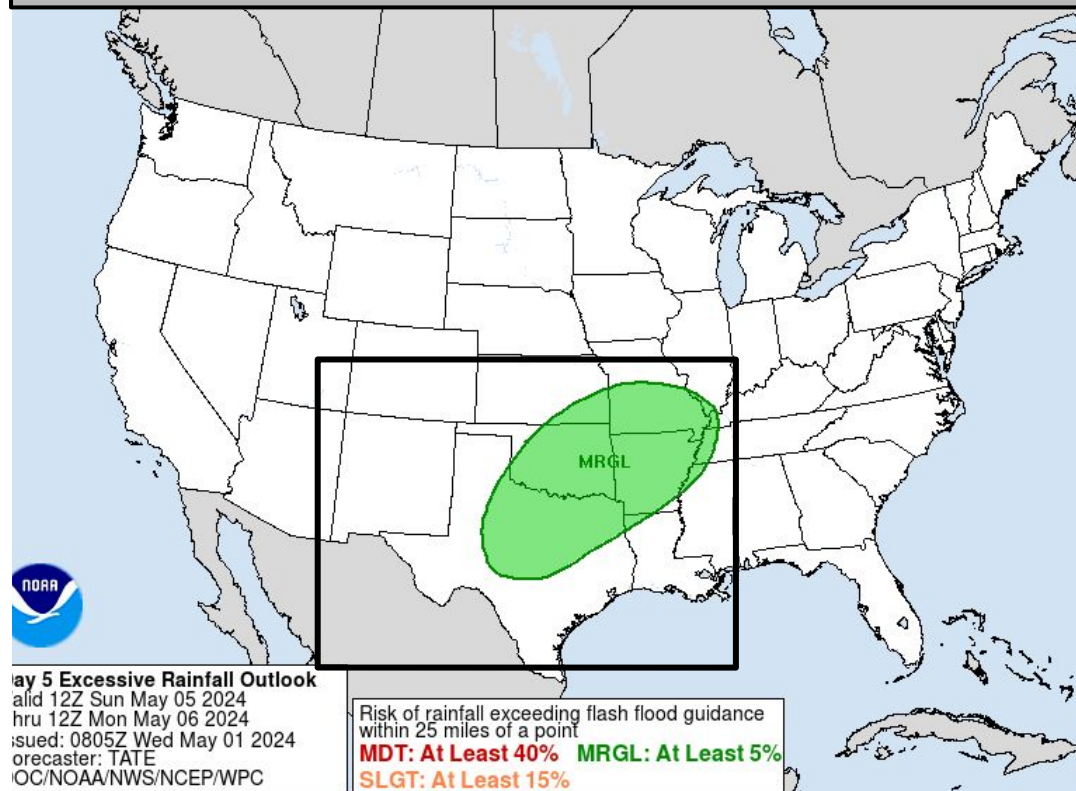 MRGL
NOAA
ay 5 Excessive Rainfall Outlook
alid 12Z Sun May 05 2024
hru 12Z Mon May 06 2024
ssued: 0805Z Wed May 01 2024
orecaster: TATE
OC/NOAA/NWS/NCEP/WPC
Risk of rainfall exceeding flash flood guidance
within 25 miles of a point
MDT: At Least 40% MRGL: At Least 5%
SLGT: At Least 15%